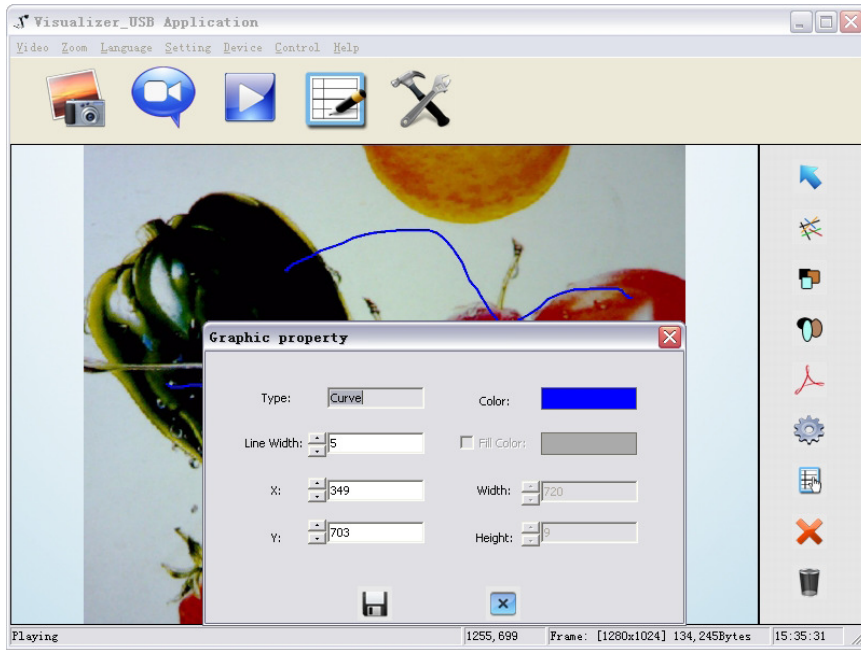 Visualizer_USB Application
Video Zoom Language Setting Device Control Help
Graphic property
Type: Curve Color:
Line Width: 5 Fill Color:
X: 349 Width: 720
Y: 703 Height: 9
Playing 1255,699 Frame: [1280x1024] 134,245Bytes 15:35:31